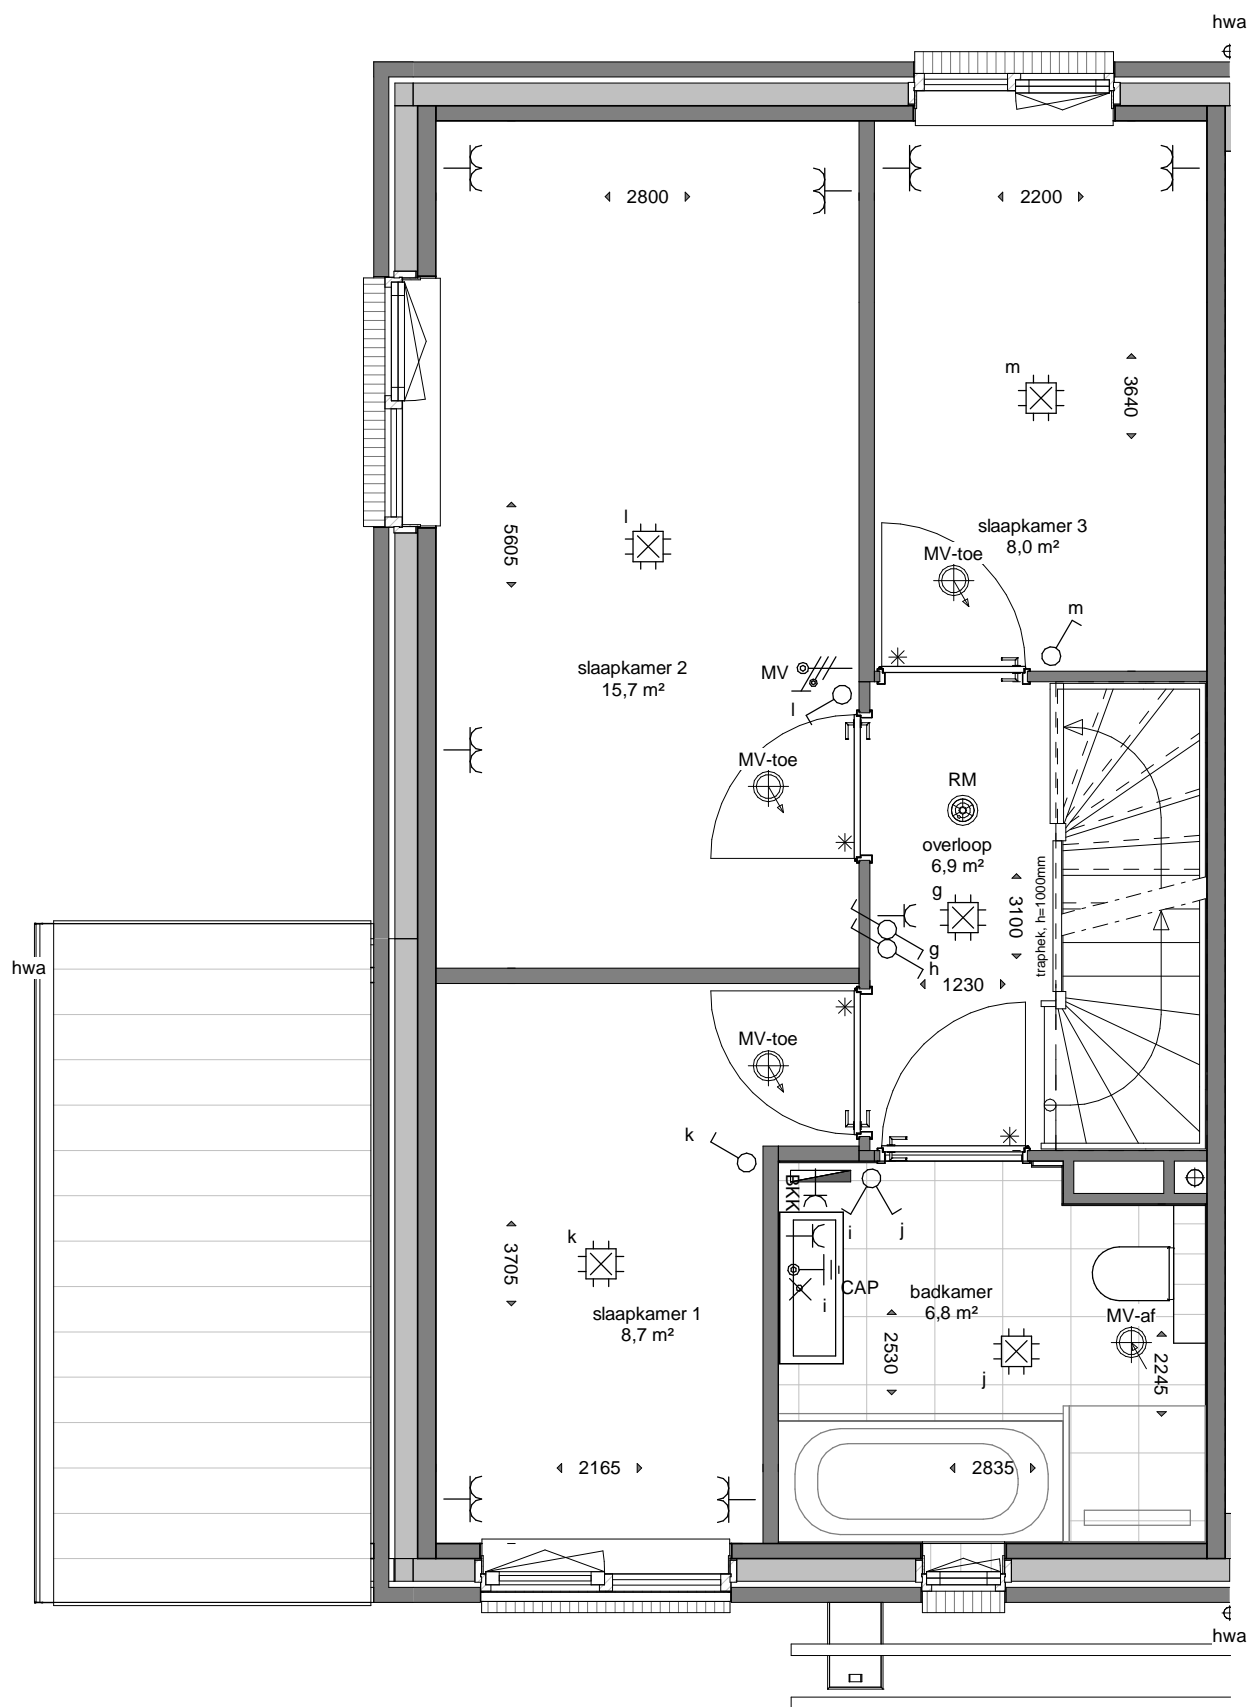 hwa
2800
2200
m
3640
l
5605
slaapkamer 3
8,0 m²
MV-toe
m
slaapkamer 2
15,7 m²
MV
l
MV-toe
RM
overloop
6,9 m²
g
3100
traphek, h=1000mm
g
h
1230
hwa
MV-toe
k
BKK
i
j
k
3705
CAP
i
slaapkamer 1
8,7 m²
badkamer
6,8 m²
MV-af
2530
j
2245
2165
2835
hwa